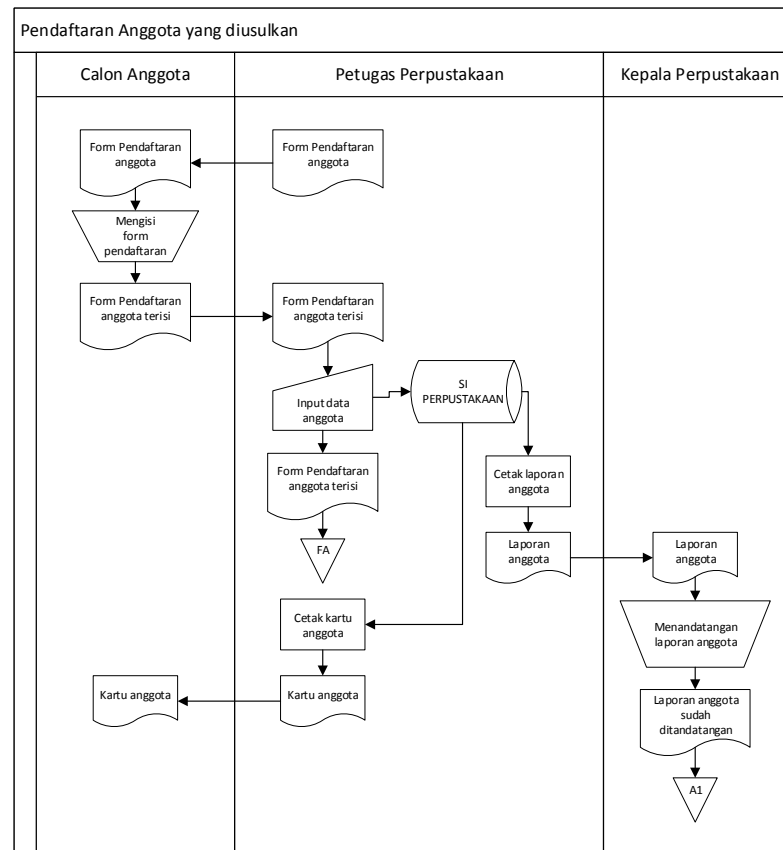 Pendaftaran Anggota yang diusulkan
Calon Anggota
Petugas Perpustakaan
Kepala Perpustakaan
Form Pendaftaran
anggota
Form Pendaftaran
anggota
Mengisi
form
pendaftaran
Form Pendaftaran
anggota terisi
Form Pendaftaran
anggota terisi
Input data
anggota
SI
PERPUSTAKAAN
Form Pendaftaran
anggota terisi
Cetak laporan
anggota
FA
Laporan
anggota
Laporan
anggota
Cetak kartu
anggota
Menandatangan
laporan anggota
Kartu anggota
Kartu anggota
Laporan anggota
sudah
ditandatangan
A1